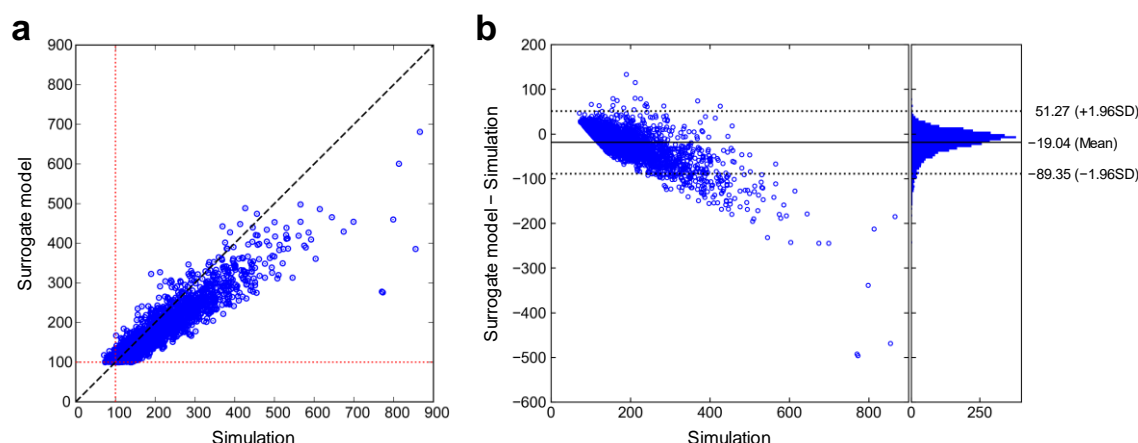 a
900
800
700
600
500
400
300
200
100
0
0 100 200 300 400 500 600 700 800 900
Surrogate model
Simulation
b
200
100
0
−100
−200
−300
−400
−500
−600
0 200 400 600 800
0 250
Surrogate model − Simulation
Simulation
51.27 (+1.96SD)
−19.04 (Mean)
−89.35 (−1.96SD)